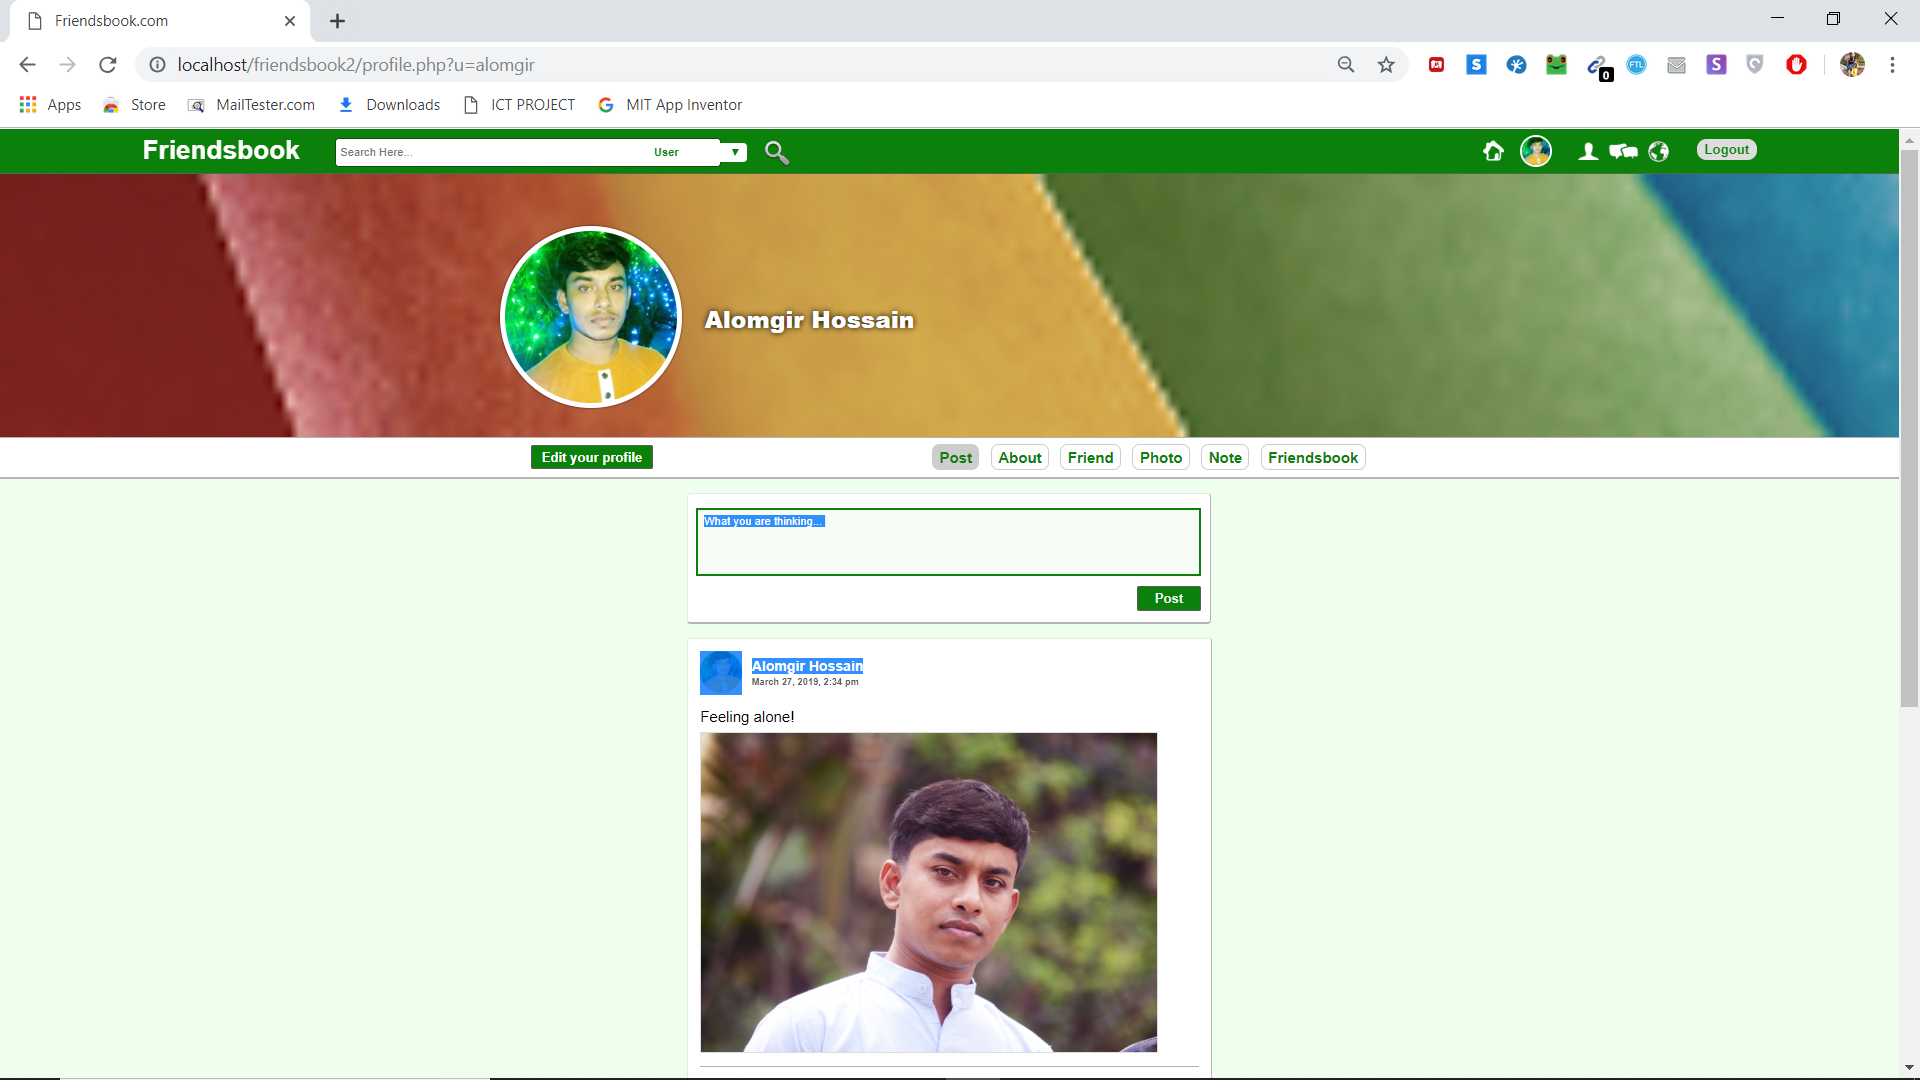 Friendsbook.com
localhost/friendsbook2/profile.php?u=alomgir
FTL
0
Apps Store MailTester.com Downloads ICT PROJECT MIT App Inventor
Friendsbook Search Here... User Logout
Alomgir Hossain
Edit your profile Post About Friend Photo Note Friendsbook
What you are thinking...
Post
Alomgir Hossain
March 27, 2019, 2:34 pm
Feeling alone!